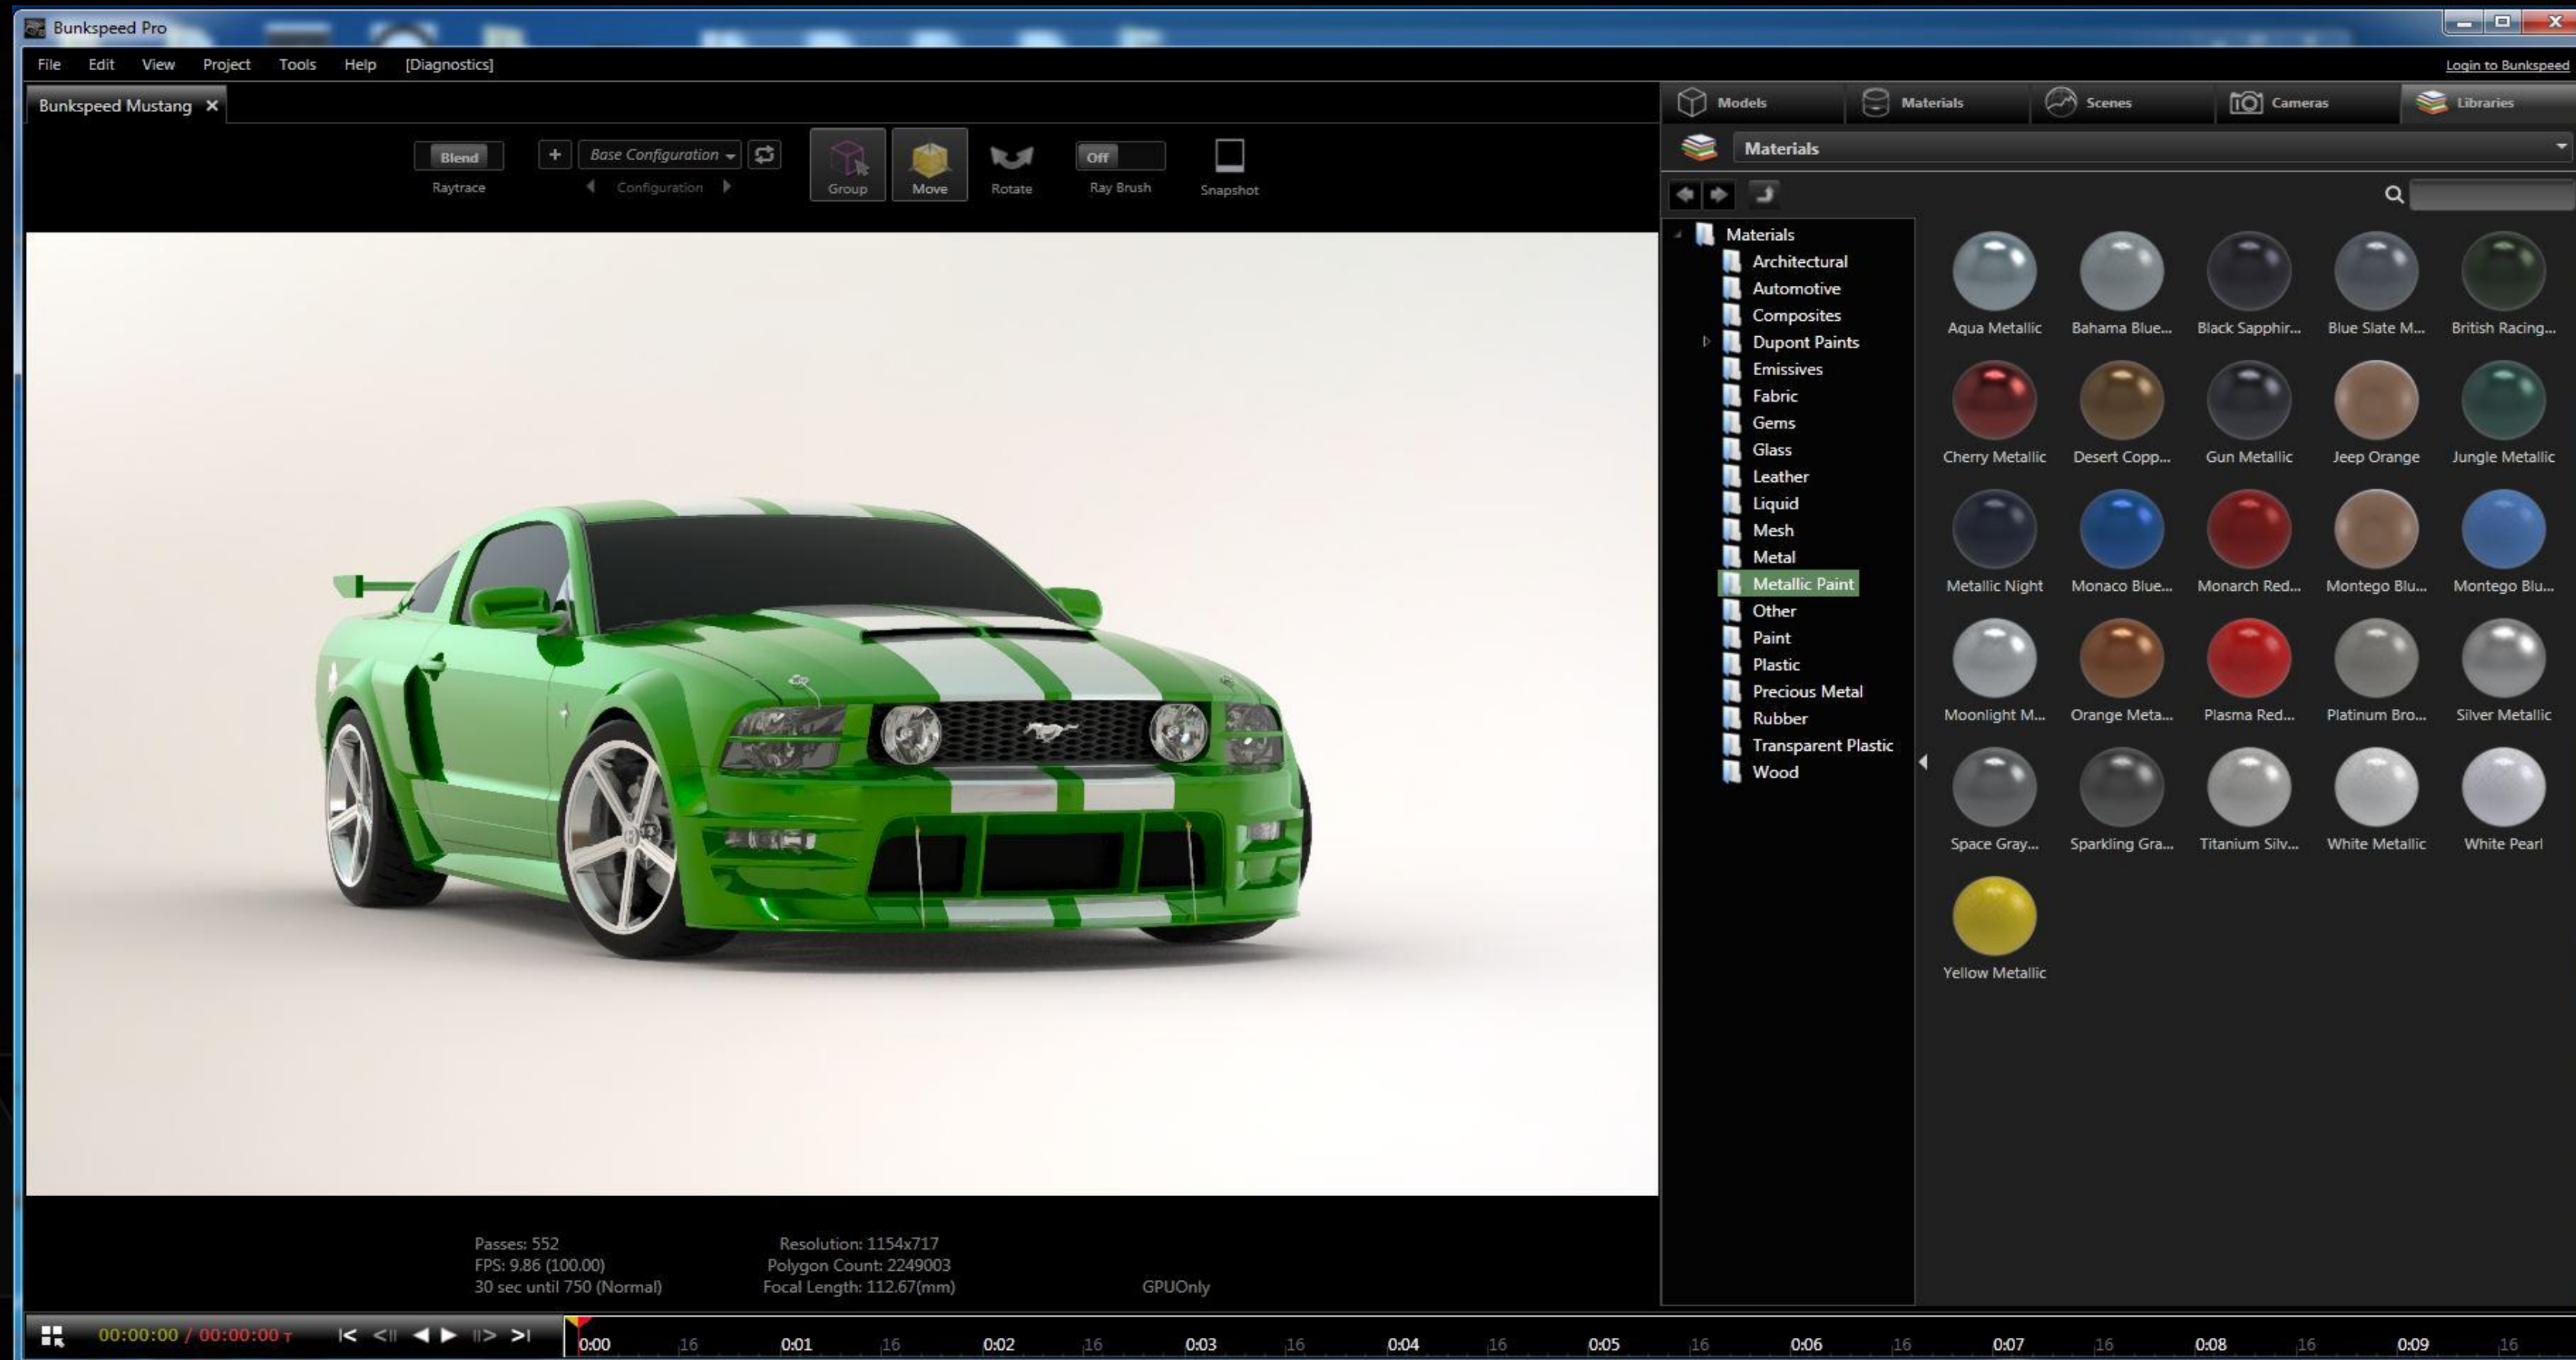 Bunkspeed Pro
File Edit View Project Tools Help [Diagnostics]
Login to Bunkspeed
Bunkspeed Mustang
Blend
Raytrace
Base Configuration
Configuration
Group
Move
Rotate
Off
Ray Brush
Snapshot
Models Materials Scenes Cameras Libraries
Materials
Materials
Architectural
Automotive
Composites
Dupont Paints
Emissives
Fabric
Gems
Glass
Leather
Liquid
Mesh
Metal
Metallic Paint
Other
Paint
Plastic
Precious Metal
Rubber
Transparent Plastic
Wood
Aqua Metallic Bahama Blue... Black Sapphir... Blue Slate M... British Racing...
Cherry Metallic Desert Copp... Gun Metallic Jeep Orange Jungle Metallic
Metallic Night Monaco Blue... Monarch Red... Montego Blu... Montego Blu...
Moonlight M... Orange Meta... Plasma Red... Platinum Bro... Silver Metallic
Space Gray... Sparkling Gra... Titanium Silv... White Metallic White Pearl
Yellow Metallic
Passes: 552
FPS: 9.86 (100.00)
30 sec until 750 (Normal)
Resolution: 1154x717
Polygon Count: 2249003
Focal Length: 112.67(mm)
GPUOnly
00:00:00 / 00:00:00 T
0:00 16 0:01 16 0:02 16 0:03 16 0:04 16 0:05 16 0:06 16 0:07 16 0:08 16 0:09 16